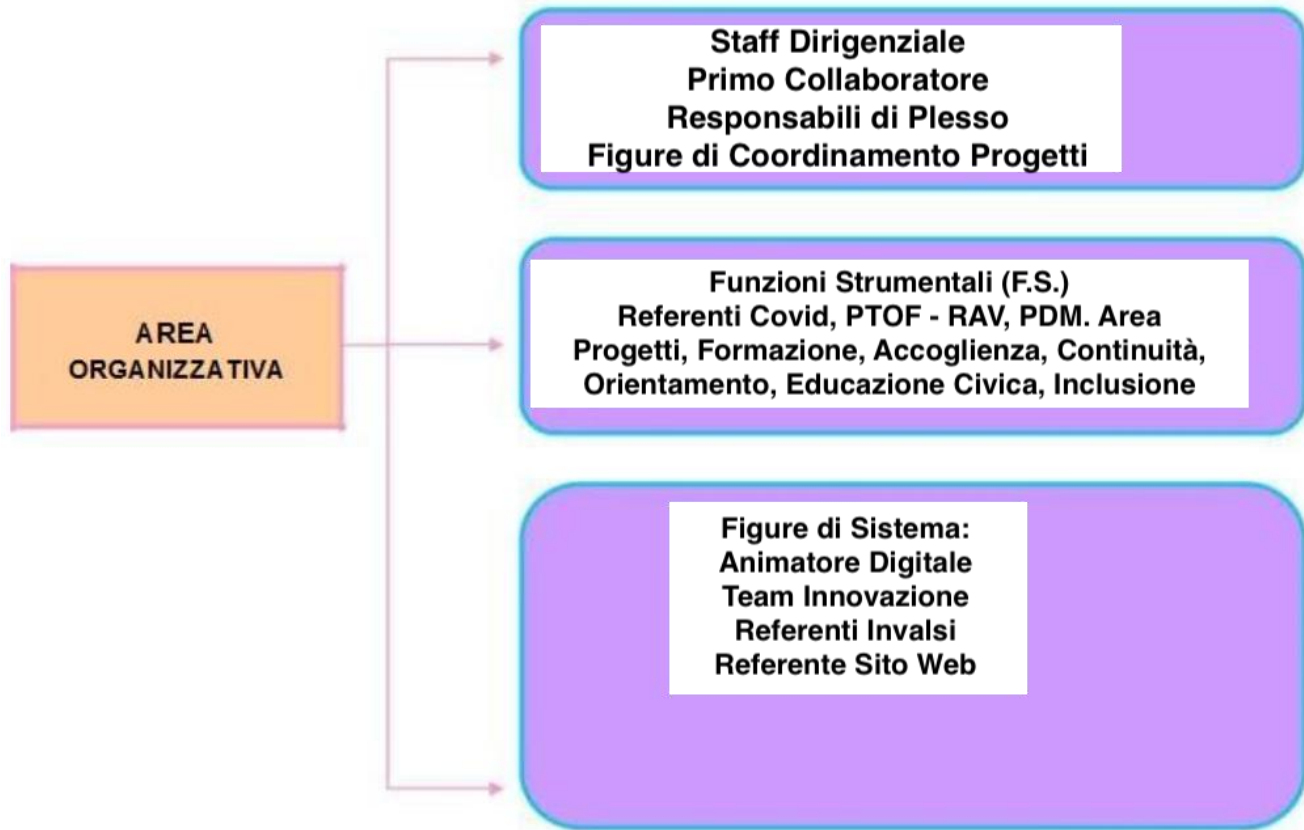 AREA
ORGANIZZATIVA
Staff Dirigenziale
Primo Collaboratore
Responsabili di Plesso
Figure di Coordinamento Progetti
Funzioni Strumentali (F.S.)
Referenti Covid, PTOF - RAV, PDM. Area
Progetti, Formazione, Accoglienza, Continuità,
Orientamento, Educazione Civica, Inclusione
Figure di Sistema:
Animatore Digitale
Team Innovazione
Referenti Invalsi
Referente Sito Web